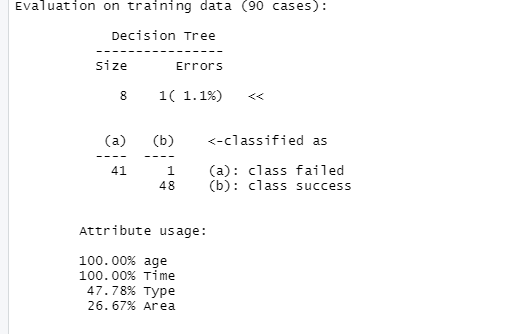 Evaluation on training data (90 cases):
Decision Tree
----------------
Size Errors
8 1( 1.1%) <<
(a) (b) <-classified as
---- ----
41 1 (a): class failed
48 (b): class success
Attribute usage:
100.00% age
100.00% Time
47.78% Type
26.67% Area